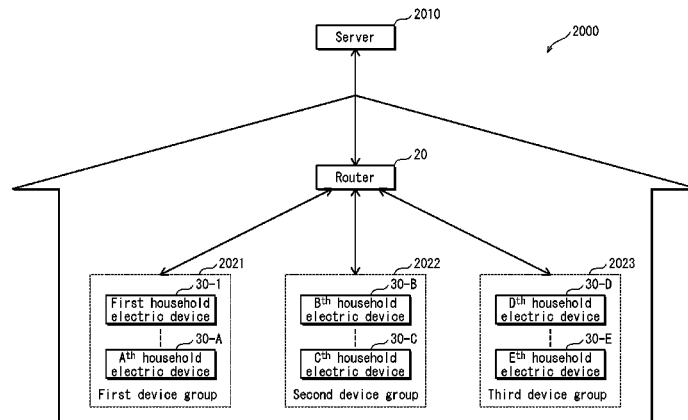 2010
Server
2000
20
Router
2021
30-1
First household
electric device
30-A
Ath household
electric device
First device group
2022
30-B
Bth household
electric device
30-C
Cth household
electric device
Second device group
2023
30-D
Dth household
electric device
30-E
Eth household
electric device
Third device group